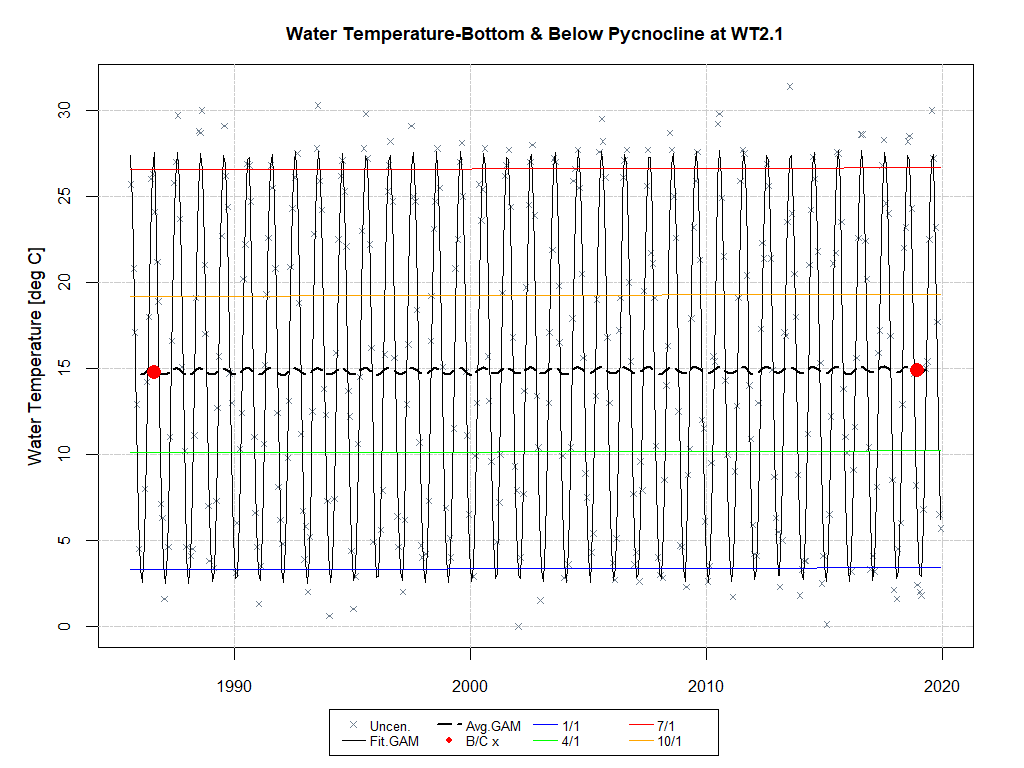 Water Temperature-Bottom & Below Pycnocline at WT2.1
Water Temperature [deg C]
30
25
20
15
10
5
0
1990 2000 2010 2020
Uncen. Avg.GAM 1/1 7/1
Fit.GAM B/C x 4/1 10/1